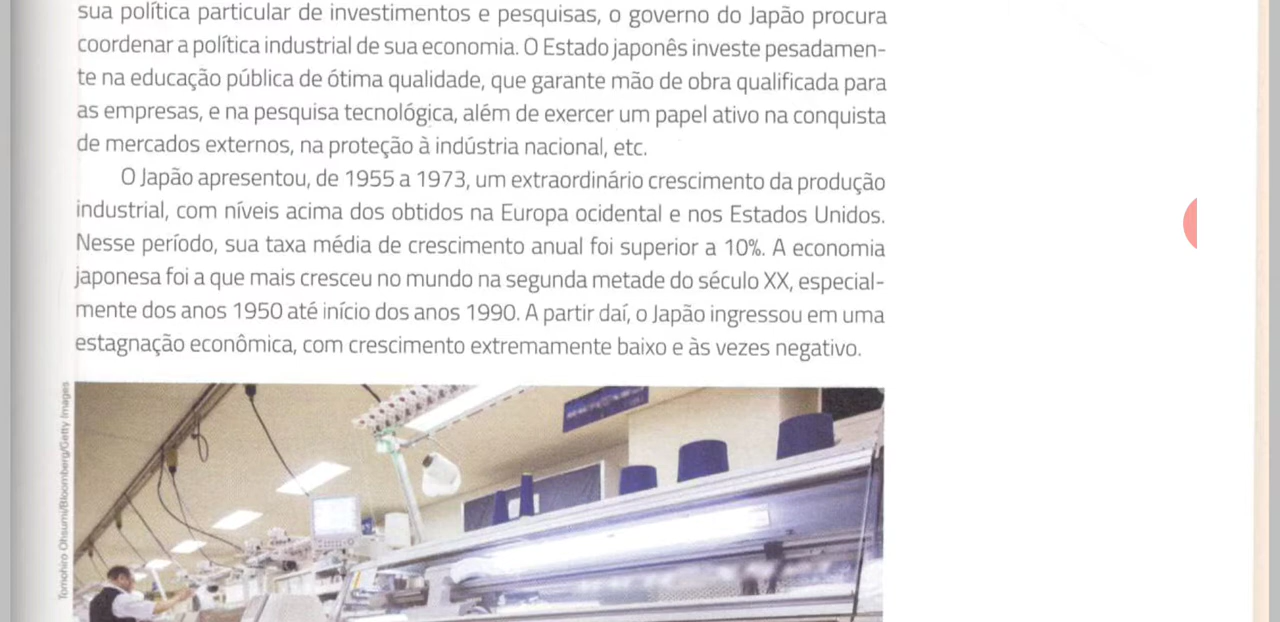 sua política particular de investimentos e pesquisas, o governo do Japão procura
coordenar a política industrial de sua economia. O Estado japonês investe pesadamen-
te na educação pública de ótima qualidade, que garante mão de obra qualificada para
as empresas, e na pesquisa tecnológica, além de exercer um papel ativo na conquista
de mercados externos, na proteção à indústria nacional, etc.
O Japão apresentou, de 1955 a 1973, um extraordinário crescimento da produção
industrial, com níveis acima dos obtidos na Europa ocidental e nos Estados Unidos.
Nesse período, sua taxa média de crescimento anual foi superior a 10%. A economia
japonesa foi a que mais cresceu no mundo na segunda metade do século XX, especial-
mente dos anos 1950 até início dos anos 1990. A partir daí, o Japão ingressou em uma
estagnação econômica, com crescimento extremamente baixo e às vezes negativo.
Tomohiro Ohsumi/Bloomberg/Getty Images